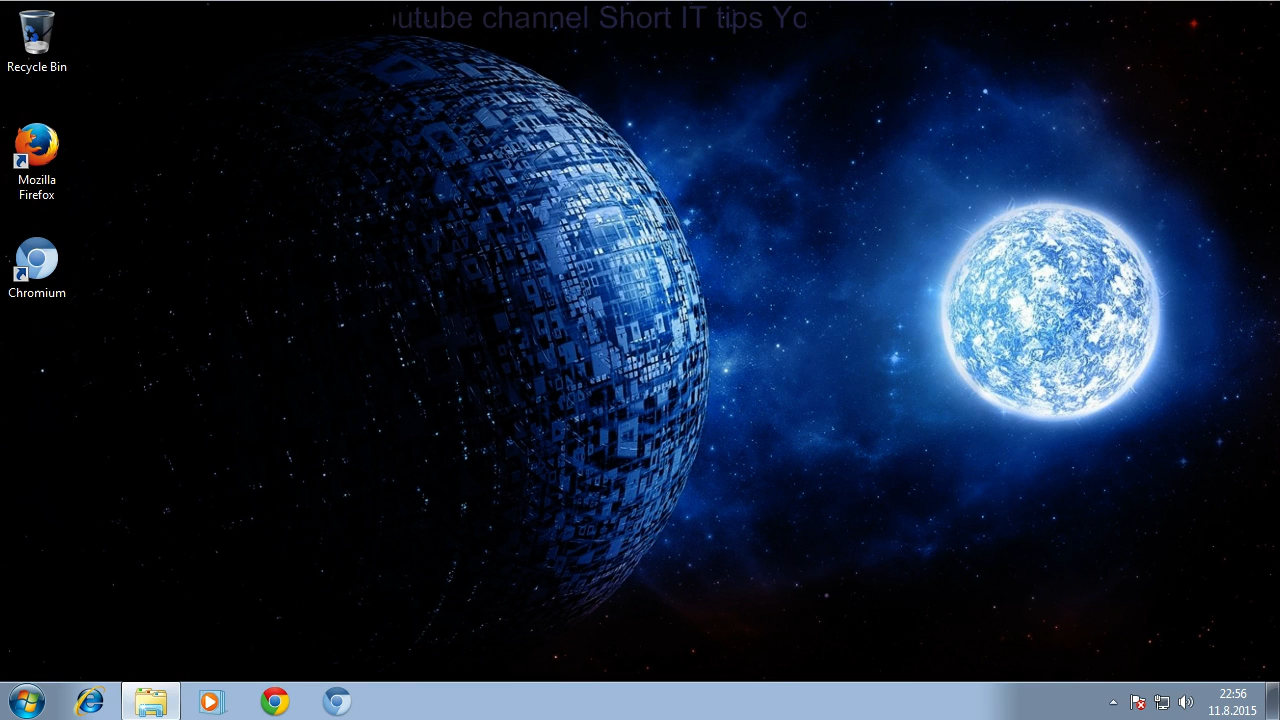 utube channel Short IT tips Yo
Recycle Bin
Mozilla
Firefox
Chromium
22:56
11.8.2015